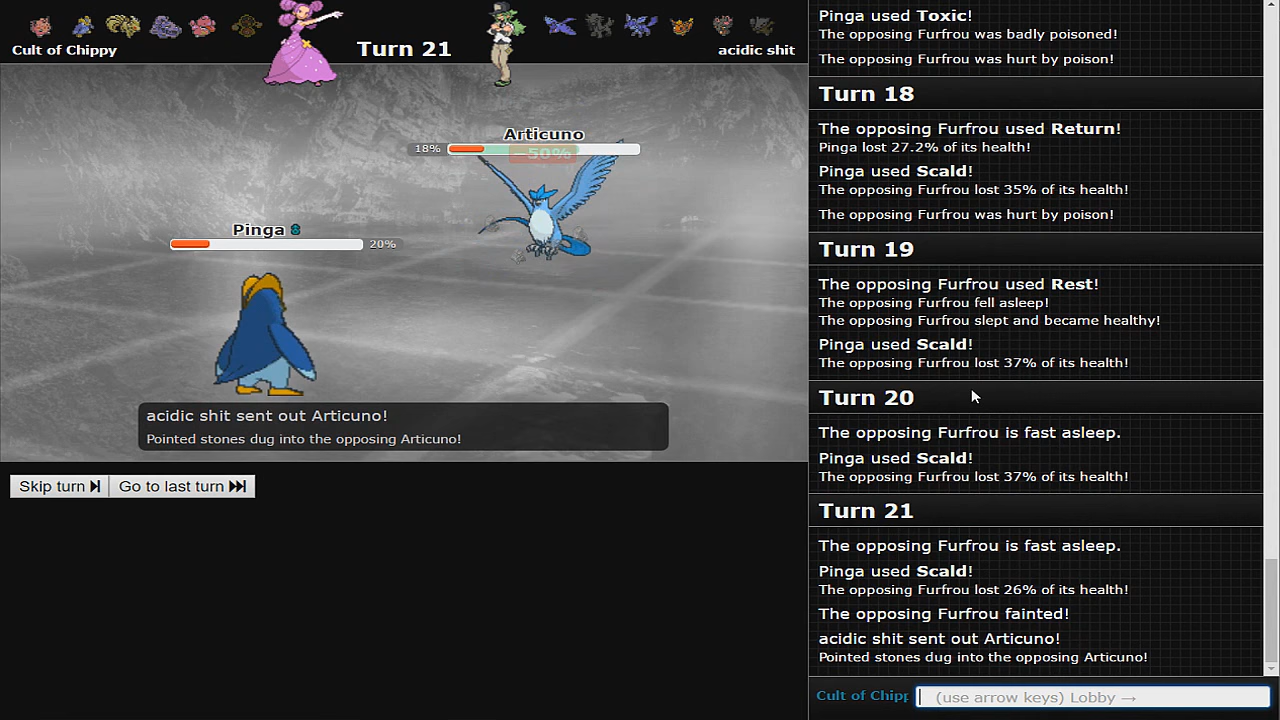 Cult of Chippy
Turn 21
acidic shit
Articuno
18%
−50%
Pinga
20%
acidic shit sent out Articuno!
Pointed stones dug into the opposing Articuno!
Skip turn
Go to last turn
Pinga used Toxic!
The opposing Furfrou was badly poisoned!
The opposing Furfrou was hurt by poison!
Turn 18
The opposing Furfrou used Return!
Pinga lost 27.2% of its health!
Pinga used Scald!
The opposing Furfrou lost 35% of its health!
The opposing Furfrou was hurt by poison!
Turn 19
The opposing Furfrou used Rest!
The opposing Furfrou fell asleep!
The opposing Furfrou slept and became healthy!
Pinga used Scald!
The opposing Furfrou lost 37% of its health!
Turn 20
The opposing Furfrou is fast asleep.
Pinga used Scald!
The opposing Furfrou lost 37% of its health!
Turn 21
The opposing Furfrou is fast asleep.
Pinga used Scald!
The opposing Furfrou lost 26% of its health!
The opposing Furfrou fainted!
acidic shit sent out Articuno!
Pointed stones dug into the opposing Articuno!
Cult of Chipp
(use arrow keys) Lobby →